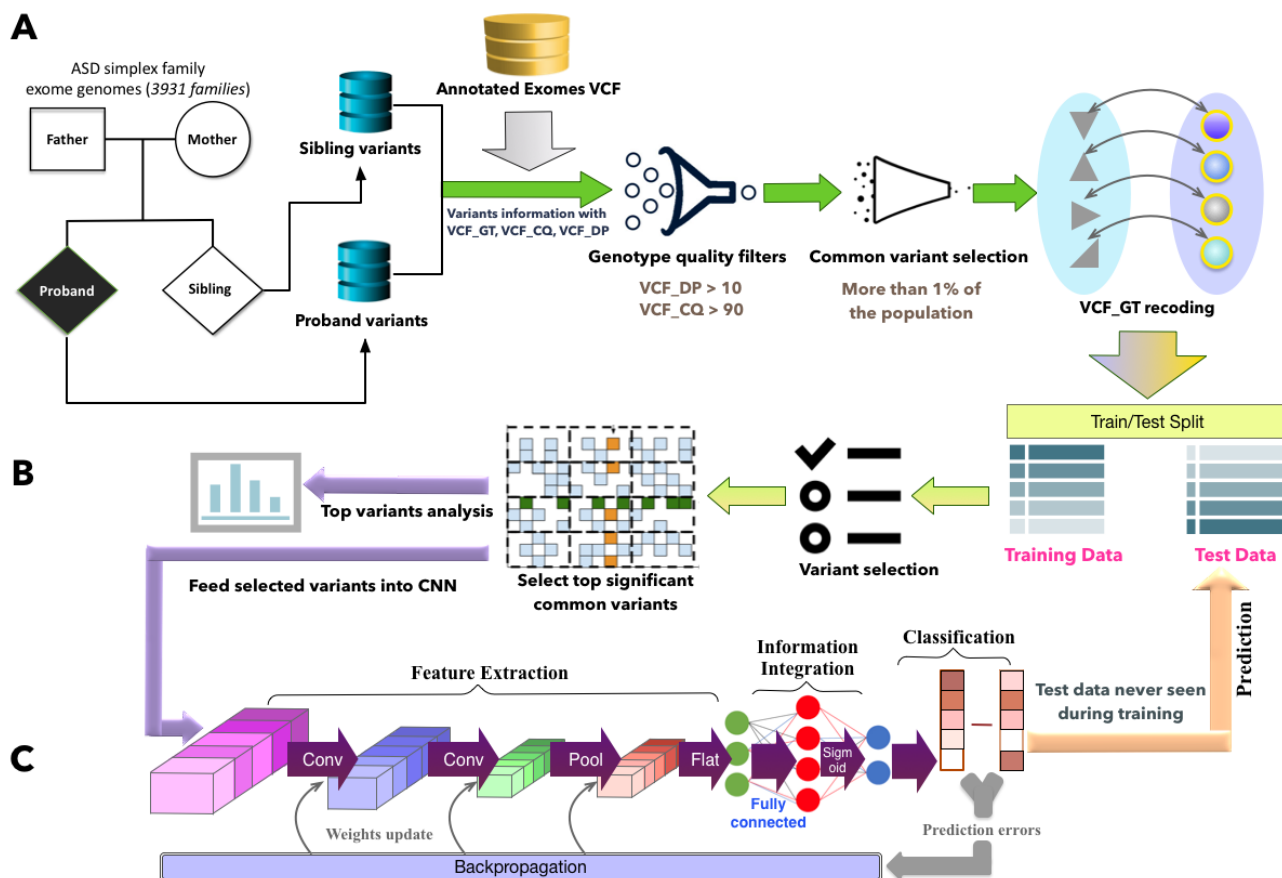 A
ASD simplex family
exome genomes (3931 families)
Father
Mother
Proband
Sibling
Sibling variants
Proband variants
Annotated Exomes VCF
Variants information with
VCF_GT, VCF_CQ, VCF_DP
Genotype quality filters
VCF_DP > 10
VCF_CQ > 90
Common variant selection
More than 1% of
the population
VCF_GT recoding
Train/Test Split
Training Data
Test Data
B
Variant selection
Select top significant
common variants
Top variants analysis
Feed selected variants into CNN
Prediction
C
Feature Extraction
Information
Integration
Classification
Conv
Conv
Pool
Flat
Sigm
oid
Fully
connected
Test data never seen
during training
Weights update
Prediction errors
Backpropagation